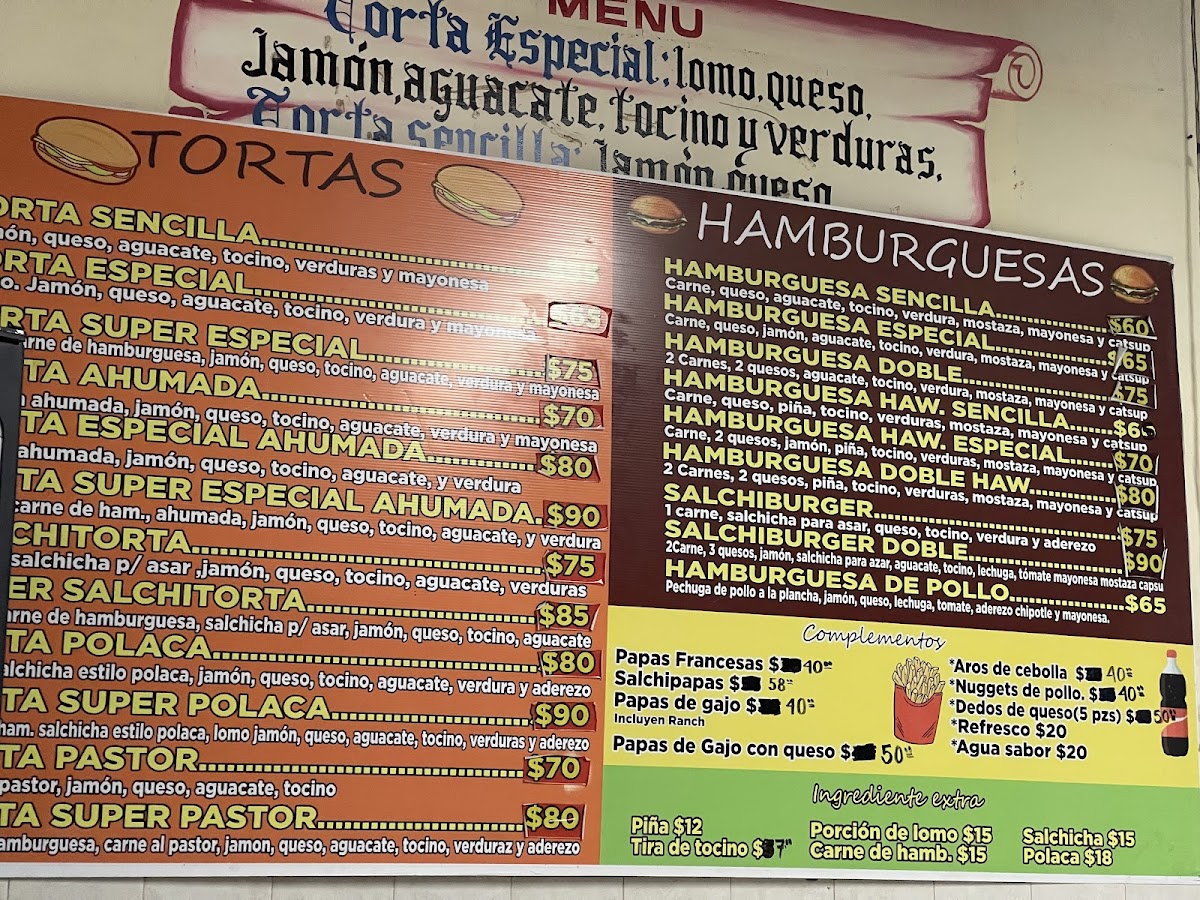 MENU
Torta Especial: lomo, queso,
Jamón, aguacate, tocino y verduras.
Torta sencilla: Jamón, queso
TORTAS
ORTA SENCILLA
món, queso, aguacate, tocino, verduras y mayonesa
ORTA ESPECIAL
o. Jamón, queso, aguacate, tocino, verdura y mayonesa
RTA SUPER ESPECIAL $75
arne de hamburguesa, jamón, queso, tocino, aguacate, verdura y mayonesa
TA AHUMADA $70
ahumada, jamón, queso, tocino, aguacate, verdura y mayonesa
TA ESPECIAL AHUMADA $80
ahumada, jamón, queso, tocino, aguacate, y verdura
TA SUPER ESPECIAL AHUMADA $90
carne de ham., ahumada, jamón, queso, tocino, aguacate, y verdura
CHITORTA $75
salchicha p/ asar ,jamón, queso, tocino, aguacate, verduras
ER SALCHITORTA $85
arne de hamburguesa, salchicha p/ asar, jamón, queso, tocino, aguacate
TA POLACA $80
alchicha estilo polaca, jamón, queso, tocino, aguacate, verdura y aderezo
TA SUPER POLACA $90
ham. salchicha estilo polaca, lomo jamón, queso, aguacate, tocino, verduras y aderezo
TA PASTOR $70
pastor, jamón, queso, aguacate, tocino
TA SUPER PASTOR $80
amburguesa, carne al pastor, jamon, queso, aguacate, tocino, verduraz y aderezo
HAMBURGUESAS
HAMBURGUESA SENCILLA $60
Carne, queso, aguacate, tocino, verdura, mostaza, mayonesa y catsup
HAMBURGUESA ESPECIAL $65
Carne, queso, jamón, aguacate, tocino, verdura, mostaza, mayonesa y catsup
HAMBURGUESA DOBLE $75
2 Carnes, 2 quesos, aguacate, tocino, verdura, mostaza, mayonesa y catsup
HAMBURGUESA HAW. SENCILLA
Carne, queso, piña, tocino, verduras, mostaza, mayonesa y catsup
HAMBURGUESA HAW. ESPECIAL $70
Carne, 2 quesos, jamón, piña, tocino, verduras, mostaza, mayonesa y catsup
HAMBURGUESA DOBLE HAW $80
2 Carnes, 2 quesos, piña, tocino, verduras, mostaza, mayonesa y catsup
SALCHIBURGER $75
1 carne, salchicha para asar, queso, tocino, verdura y aderezo
SALCHIBURGER DOBLE $90
2Carne, 3 quesos, jamón, salchicha para azar, aguacate, tocino, lechuga, tómate mayonesa mostaza capsu
HAMBURGUESA DE POLLO $65
Pechuga de pollo a la plancha, jamón, queso, lechuga, tomate, aderezo chipotle y mayonesa.
Complementos
Papas Francesas $ 40
Salchipapas $ 58
Papas de gajo $ 40
Incluyen Ranch
Papas de Gajo con queso $ 50
*Aros de cebolla $ 40
*Nuggets de pollo. $ 40
*Dedos de queso(5 pzs) $ 50
*Refresco $20
*Agua sabor $20
Ingrediente extra
Piña $12
Tira de tocino
Porción de lomo $15
Carne de hamb. $15
Salchicha $15
Polaca $18